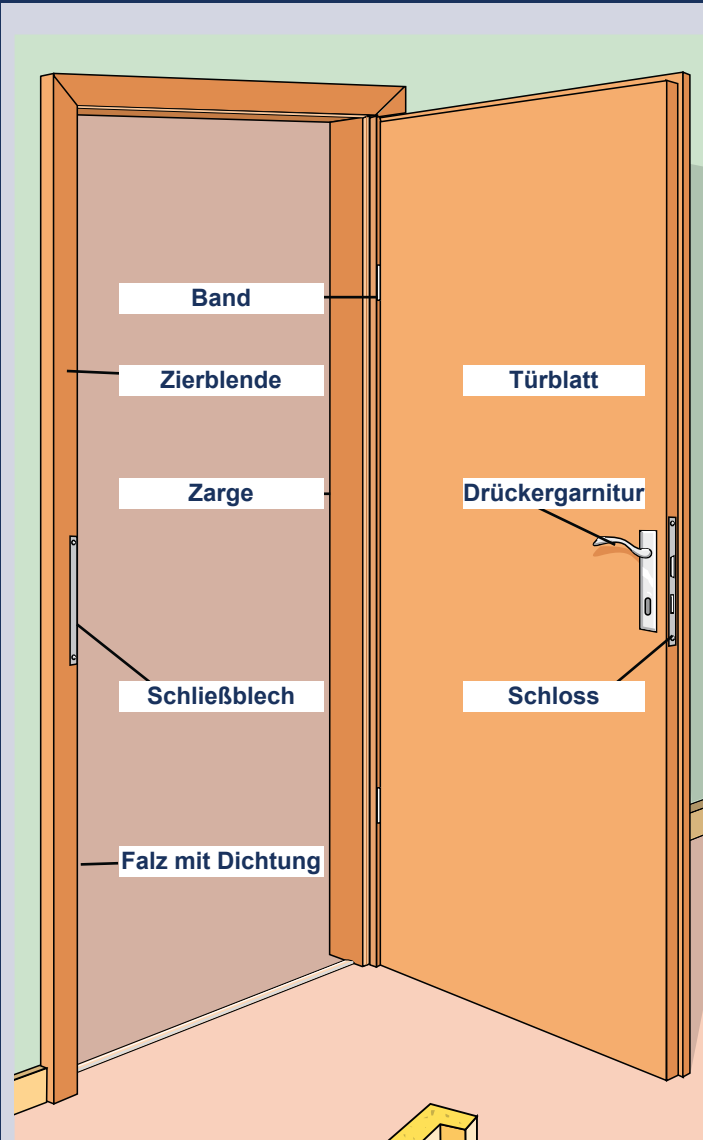 Band
Zierblende
Türblatt
Zarge
Drückergarnitur
Schließblech
Schloss
Falz mit Dichtung